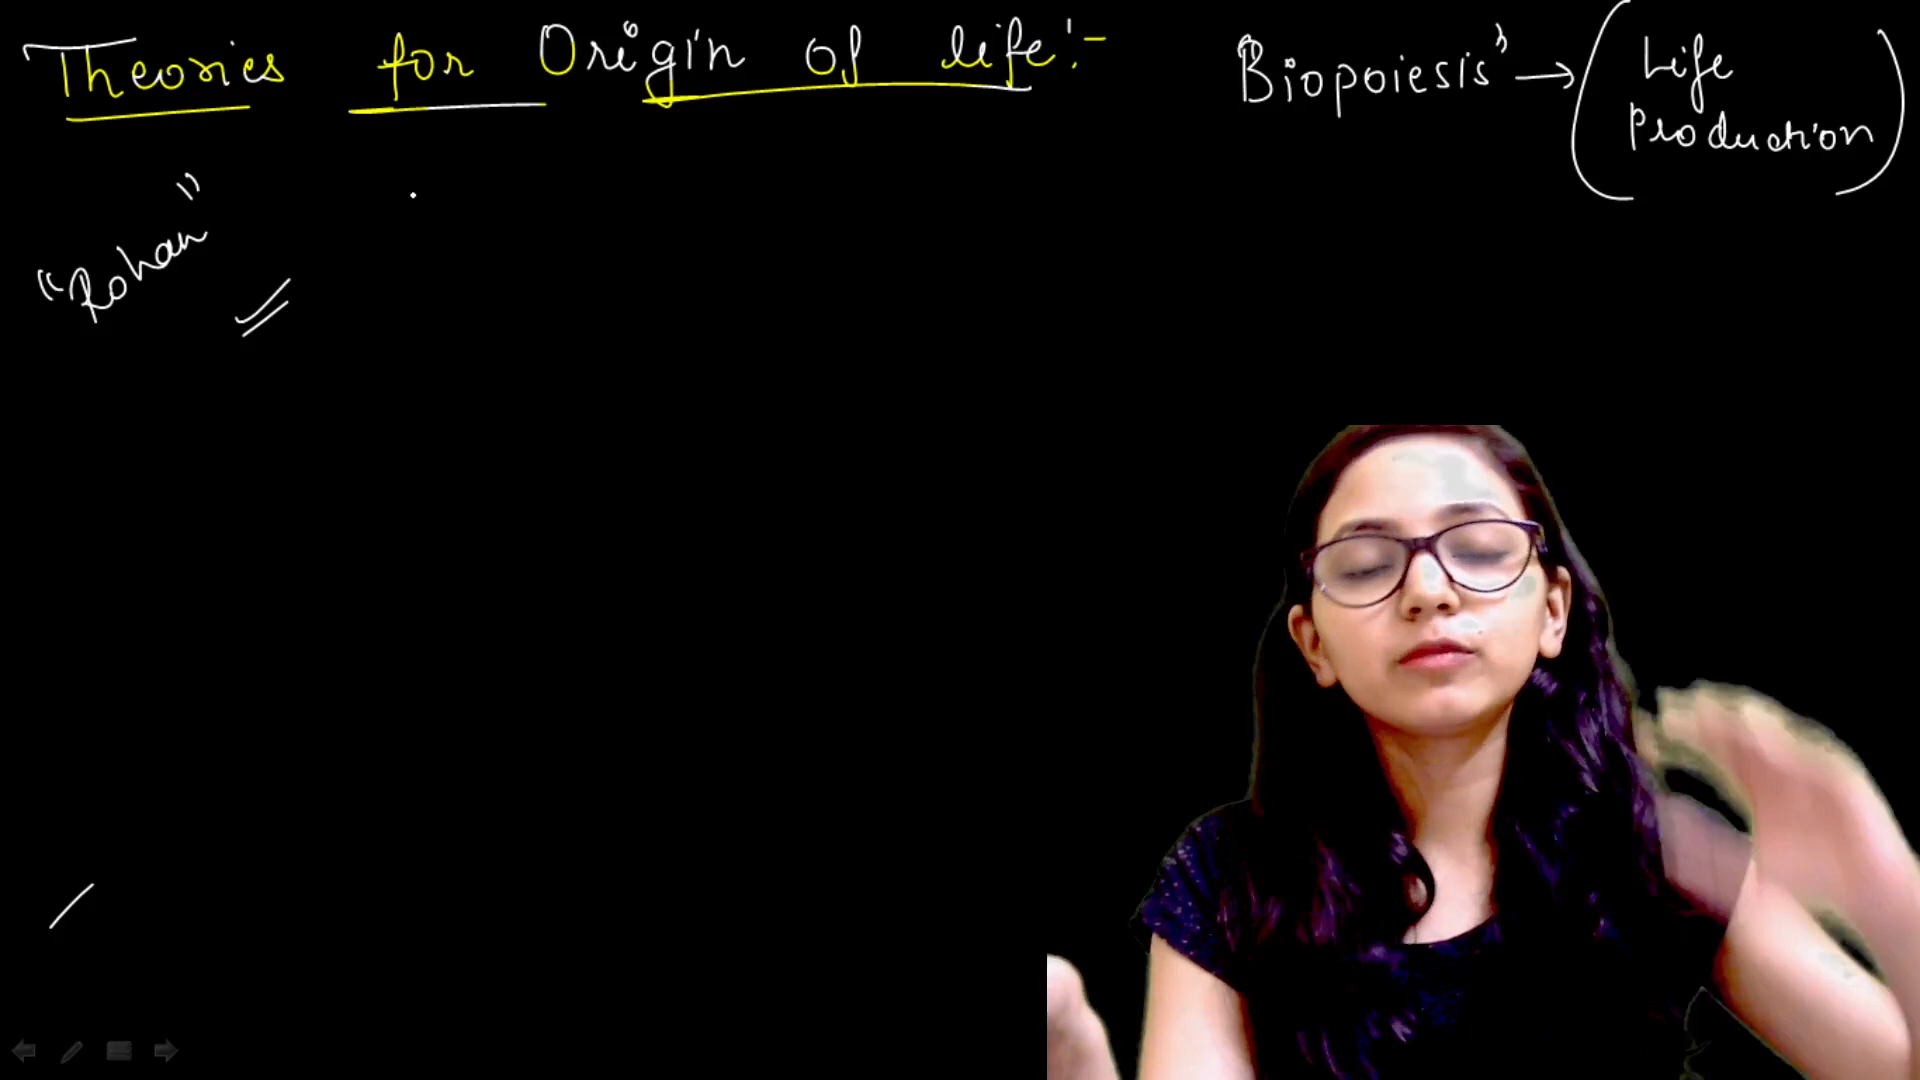 Theories for Origin Of life:-
"Biopoiesis" → (Life Production)
"Rohan"